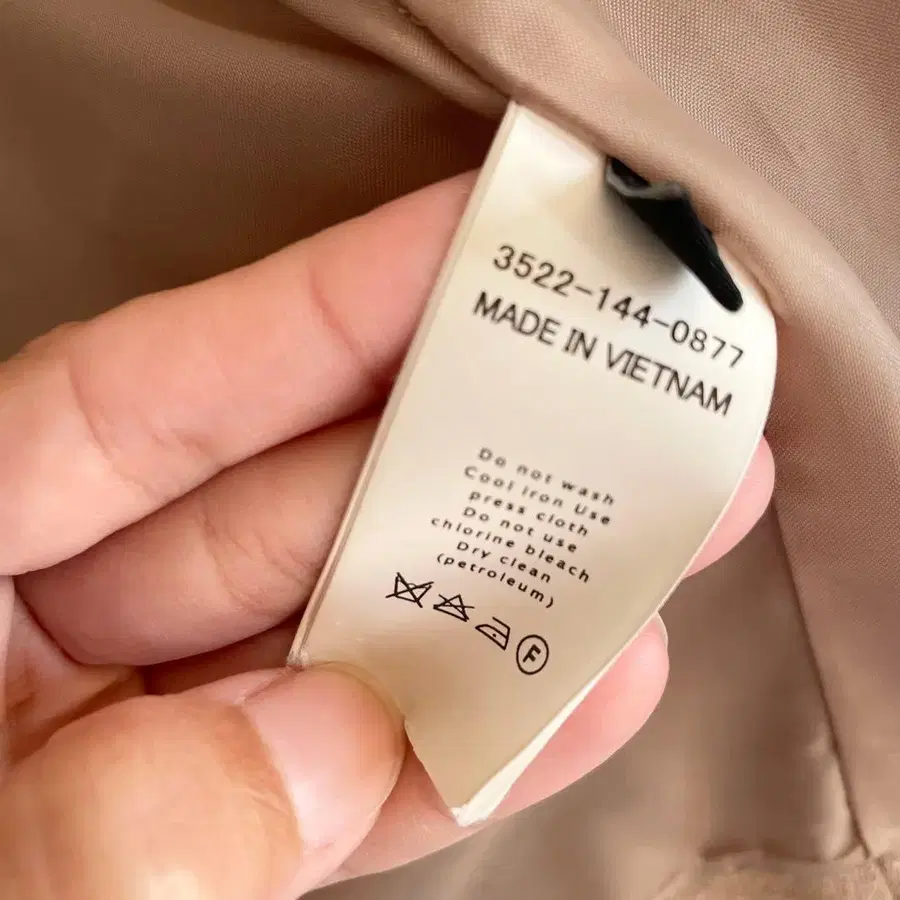 3522-144-0877
MADE IN VIETNAM
Do not wash
Cool iron Use
press cloth
Do not use
chlorine bleach
Dry clean
(petroleum)
F